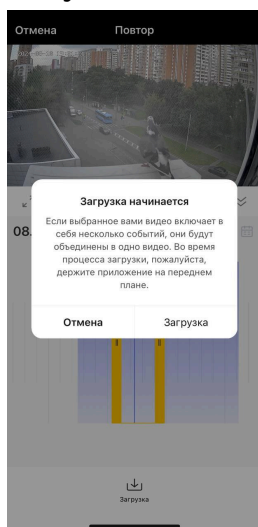 Отмена Повтор
Загрузка начинается
Если выбранное вами видео включает в
себя несколько событий, они будут
объединены в одно видео. Во время
процесса загрузки, пожалуйста,
держите приложение на переднем
плане.
08.
Отмена Загрузка
Загрузка